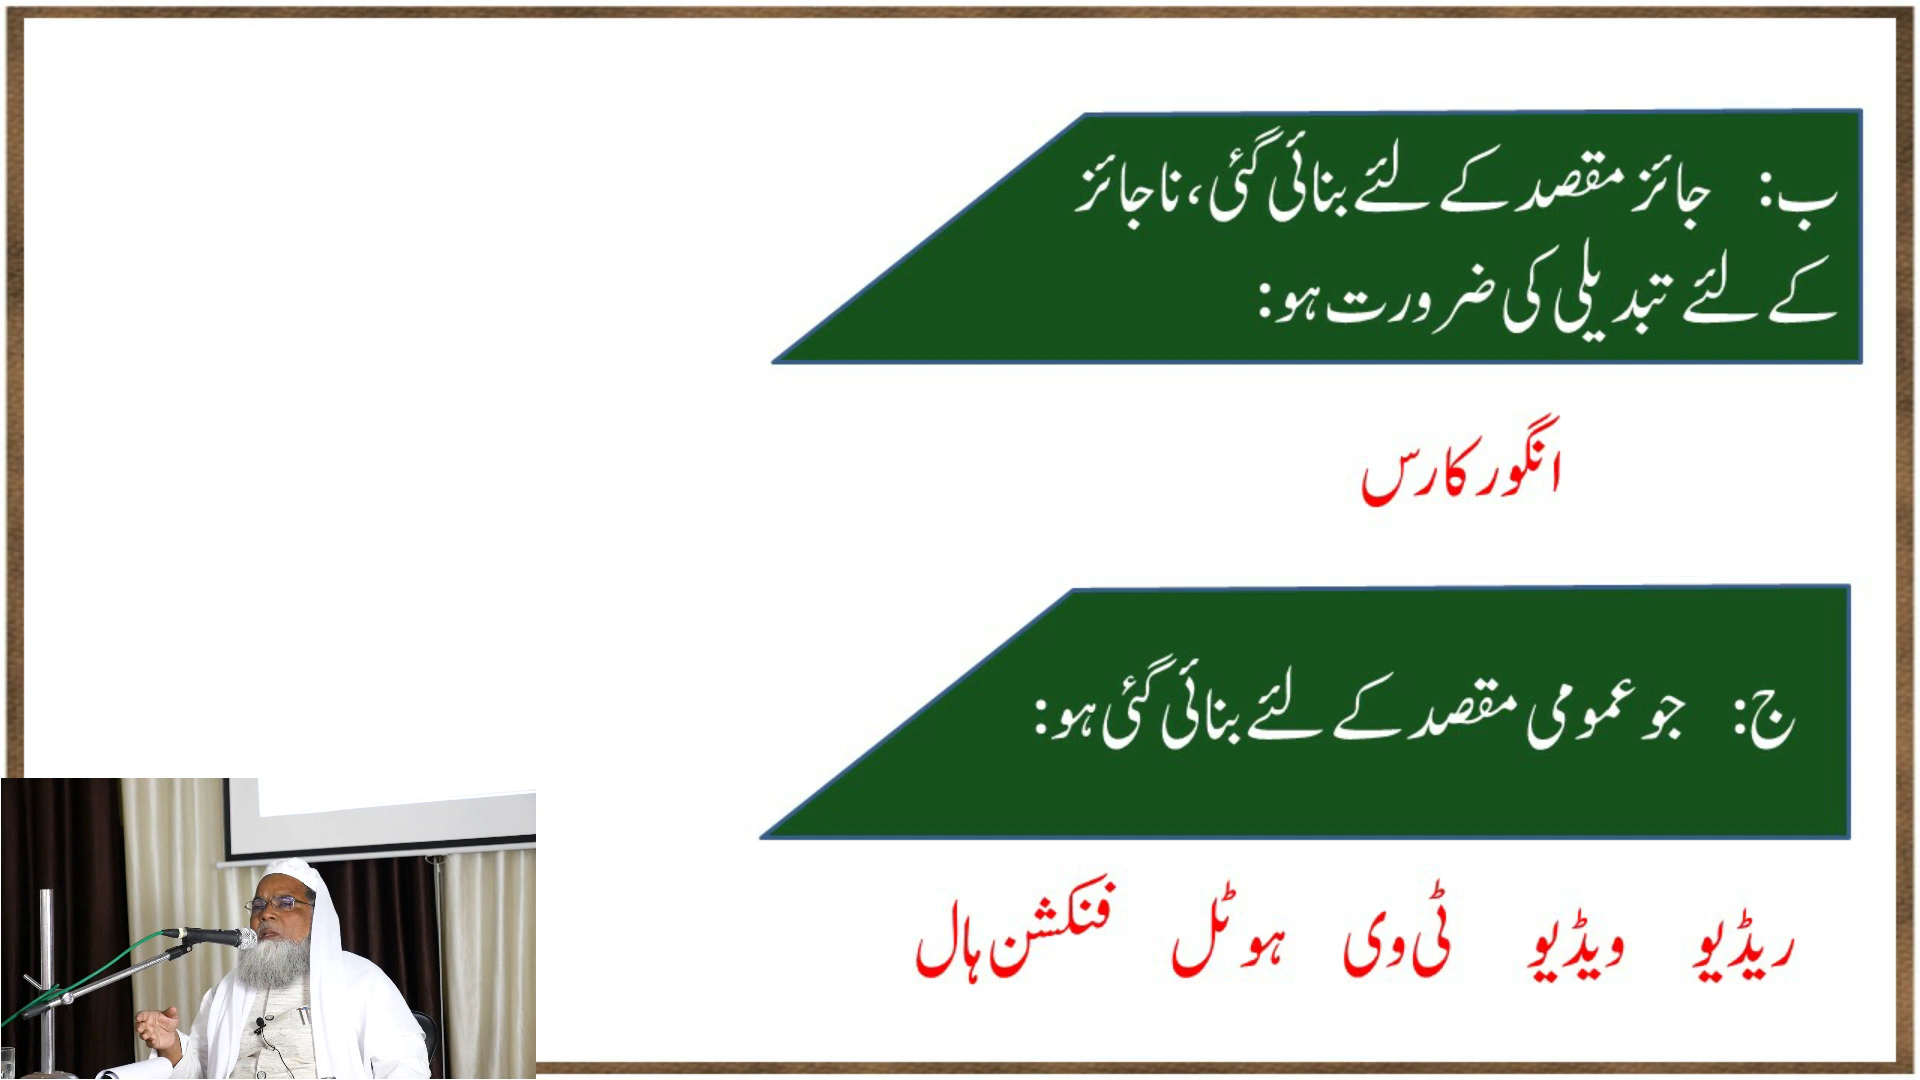 ب: جائز مقصد کے لئے بنائی گئی، ناجائز
کے لئے تبدیلی کی ضرورت ہو:
انگور کا رس
ج: جو عمومی مقصد کے لئے بنائی گئی ہو:
ریڈیو ویڈیو ٹی وی ہوٹل فنکشن ہال